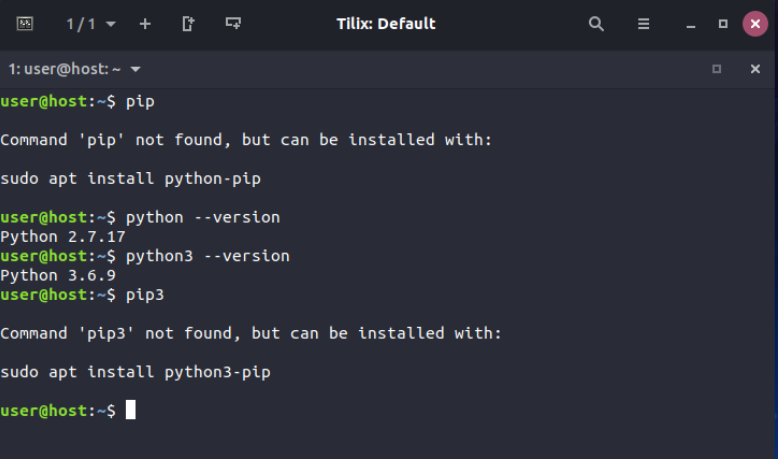 1 / 1
Tilix: Default
1: user@host: ~
user@host:~$ pip
Command 'pip' not found, but can be installed with:
sudo apt install python-pip
user@host:~$ python --version
Python 2.7.17
user@host:~$ python3 --version
Python 3.6.9
user@host:~$ pip3
Command 'pip3' not found, but can be installed with:
sudo apt install python3-pip
user@host:~$